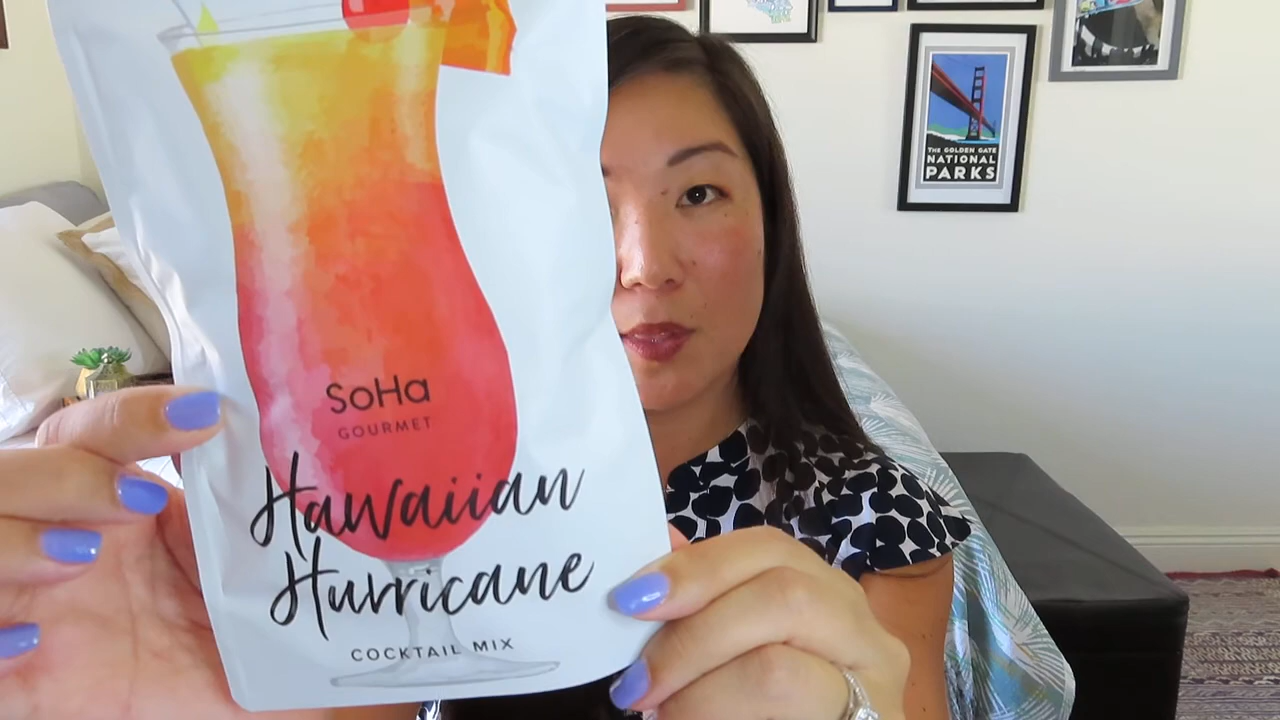 SoHa
GOURMET
Hawaiian
Hurricane
COCKTAIL MIX
THE GOLDEN GATE
NATIONAL
PARKS